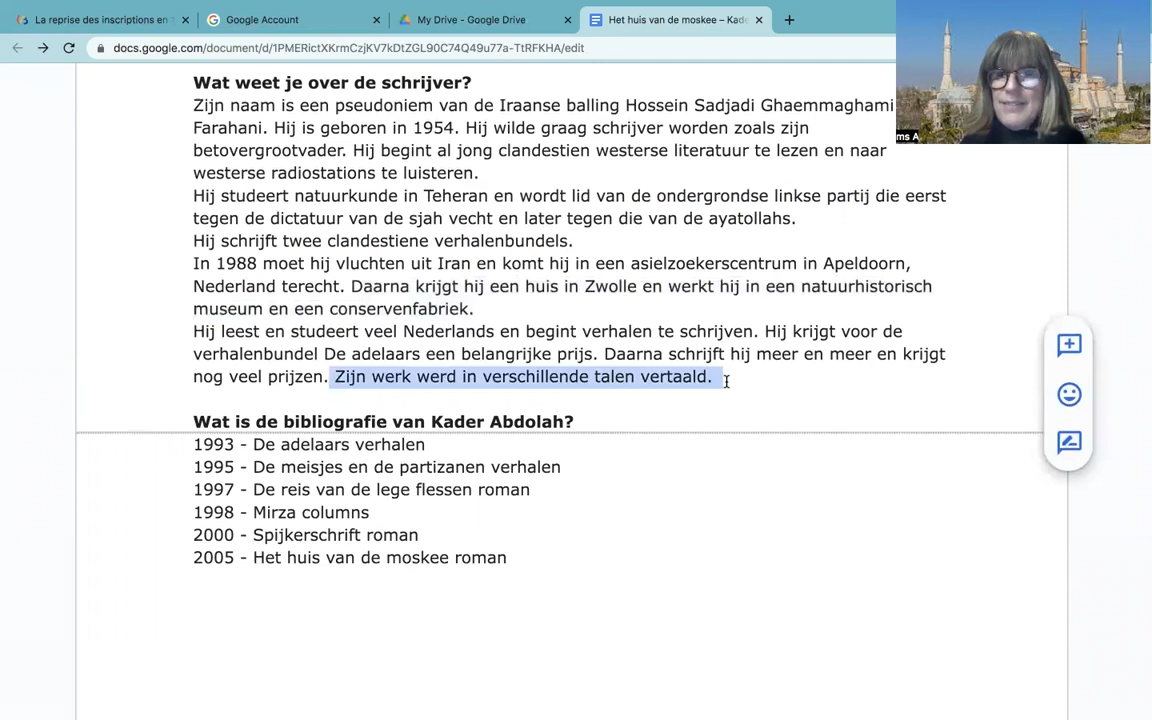 La reprise des inscriptions en
Google Account
My Drive - Google Drive
Het huis van de moskee – Kade
docs.google.com/document/d/1PMERictXKrmCzjKV7kDtZGL90C74Q49u77a-TtRFKHA/edit
ms A
Wat weet je over de schrijver?
Zijn naam is een pseudoniem van de Iraanse balling Hossein Sadjadi Ghaemmaghami
Farahani. Hij is geboren in 1954. Hij wilde graag schrijver worden zoals zijn
betovergrootvader. Hij begint al jong clandestien westerse literatuur te lezen en naar
westerse radiostations te luisteren.
Hij studeert natuurkunde in Teheran en wordt lid van de ondergrondse linkse partij die eerst
tegen de dictatuur van de sjah vecht en later tegen die van de ayatollahs.
Hij schrijft twee clandestiene verhalenbundels.
In 1988 moet hij vluchten uit Iran en komt hij in een asielzoekerscentrum in Apeldoorn,
Nederland terecht. Daarna krijgt hij een huis in Zwolle en werkt hij in een natuurhistorisch
museum en een conservenfabriek.
Hij leest en studeert veel Nederlands en begint verhalen te schrijven. Hij krijgt voor de
verhalenbundel De adelaars een belangrijke prijs. Daarna schrijft hij meer en meer en krijgt
nog veel prijzen. Zijn werk werd in verschillende talen vertaald.
Wat is de bibliografie van Kader Abdolah?
1993 - De adelaars verhalen
1995 - De meisjes en de partizanen verhalen
1997 - De reis van de lege flessen roman
1998 - Mirza columns
2000 - Spijkerschrift roman
2005 - Het huis van de moskee roman